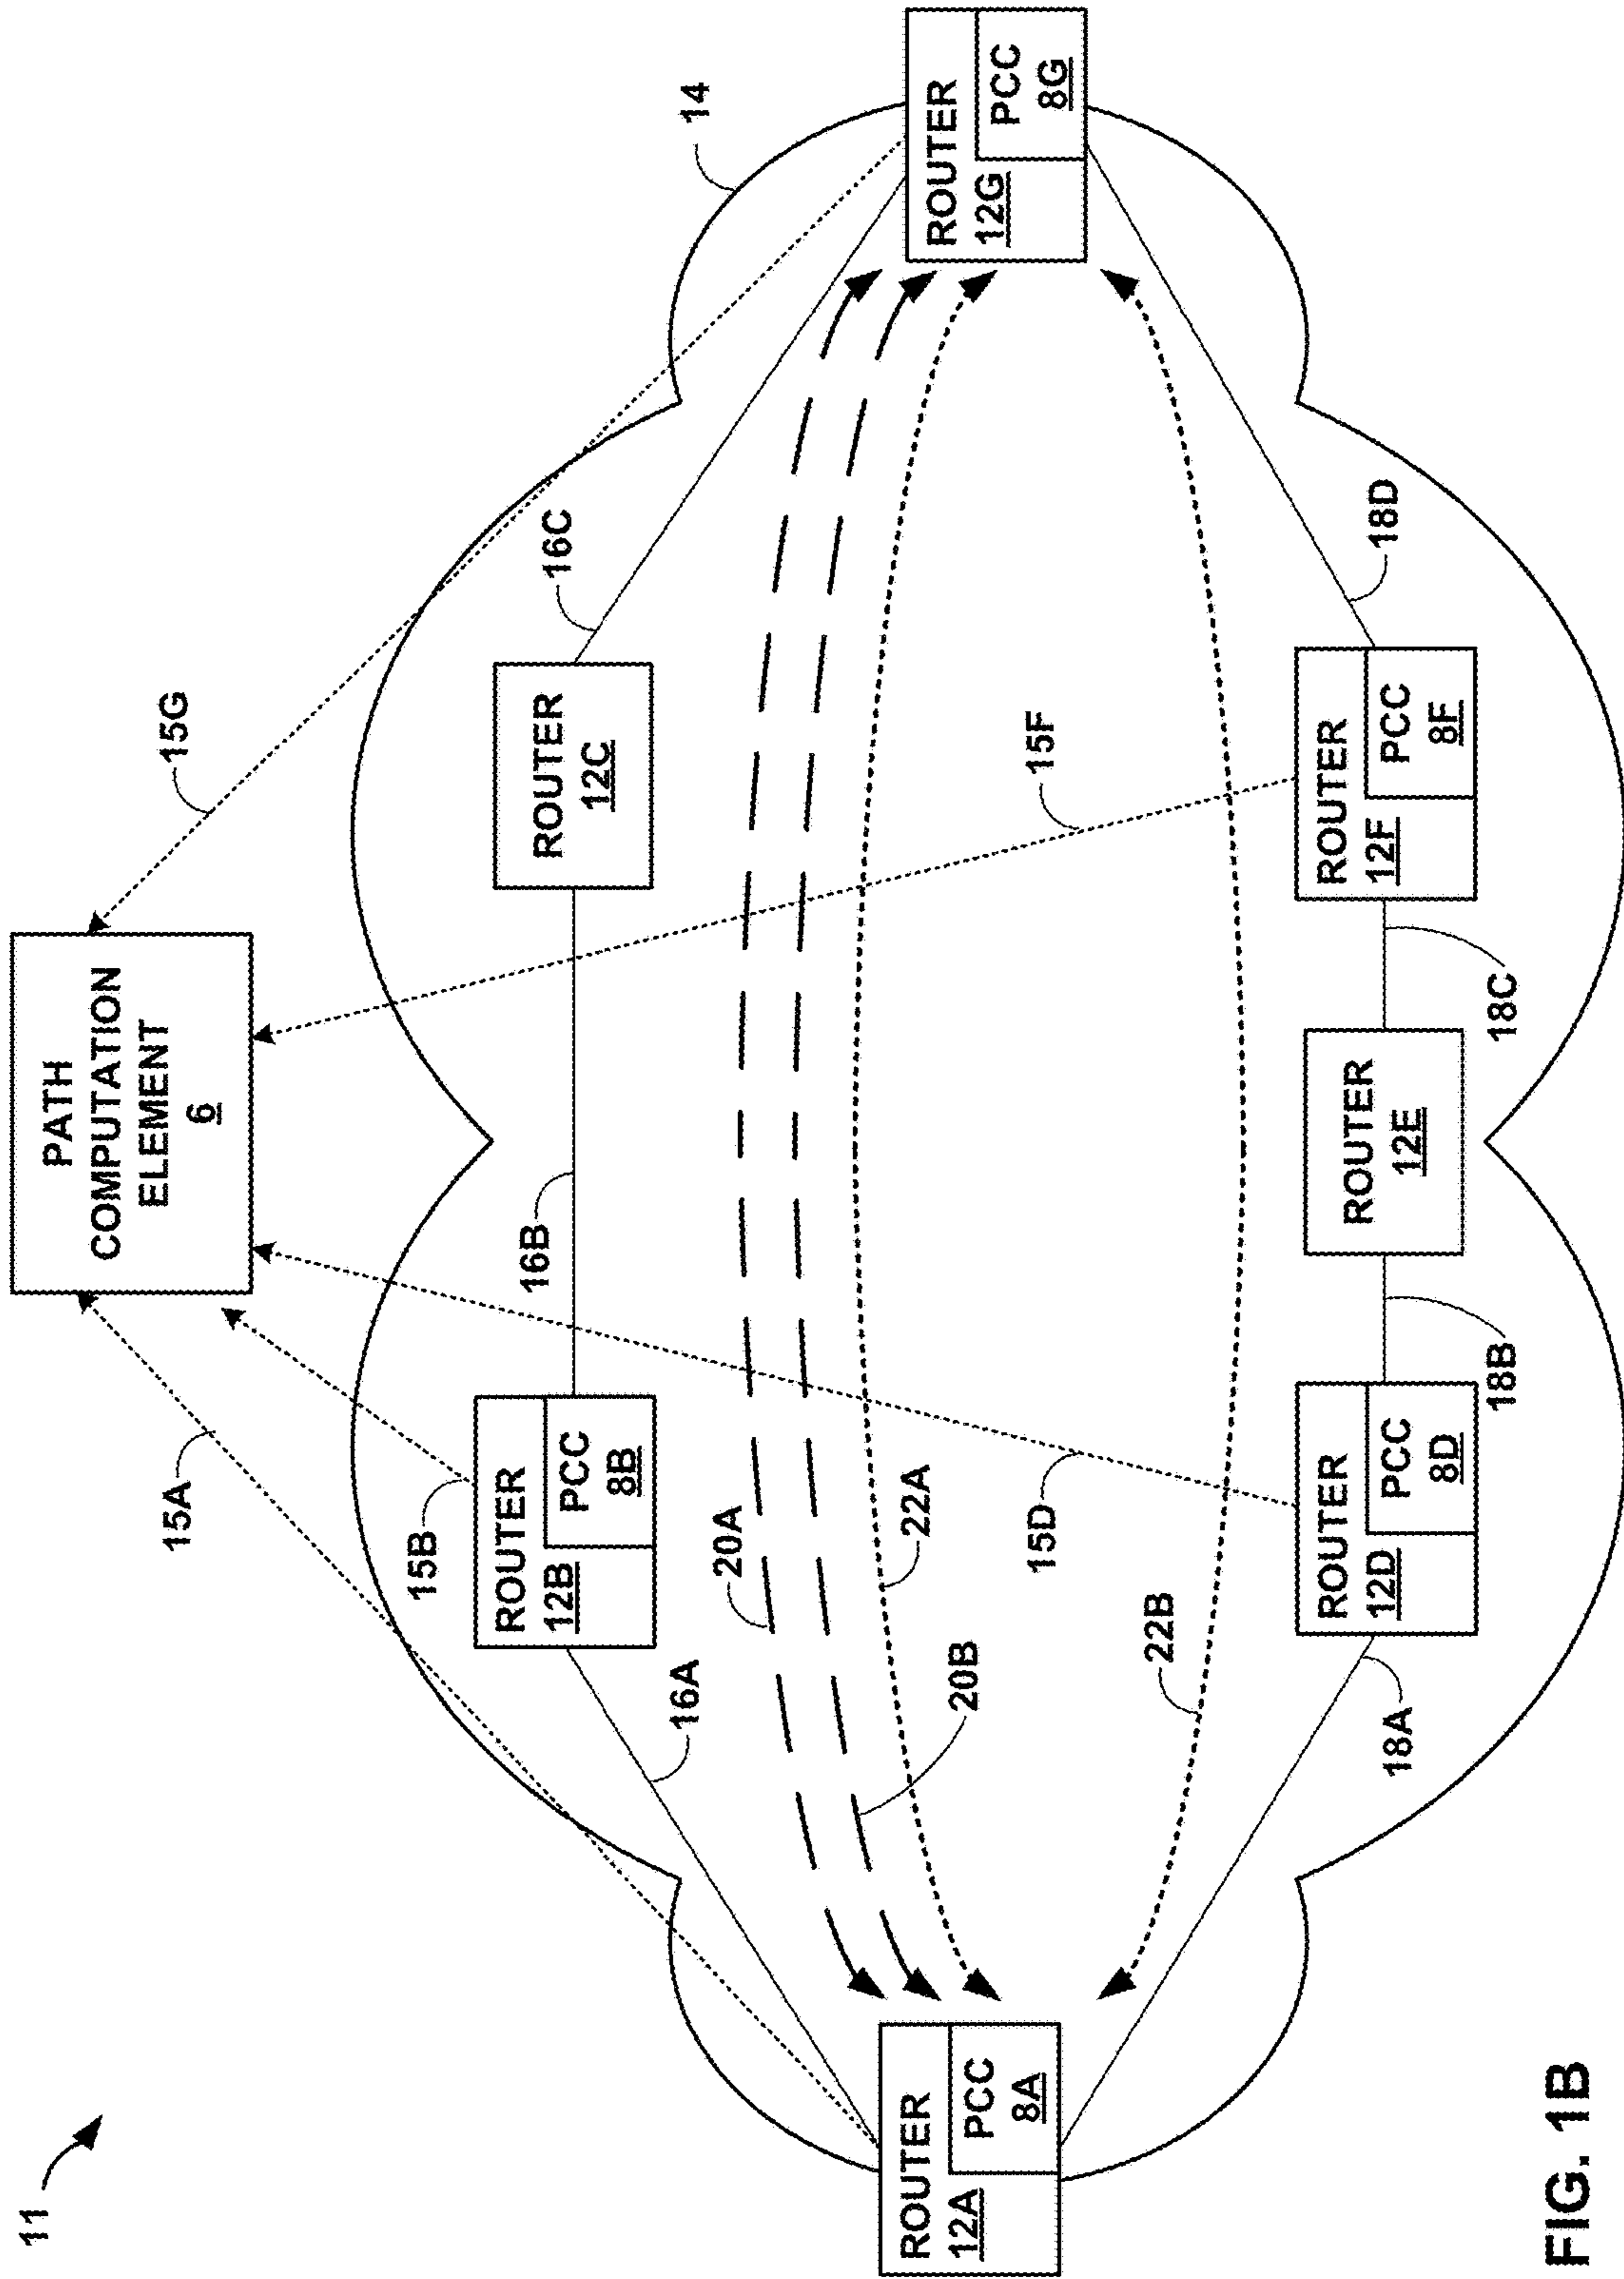 11
PATH
COMPUTATION
ELEMENT
6
15A
15G
14
15B
ROUTER
12B
PCC
8B
16B
ROUTER
12C
16C
16A
20A
20B
22A
15D
15F
22B
ROUTER
12A
PCC
8A
ROUTER
12G
PCC
8G
18A
ROUTER
12D
PCC
8D
18B
ROUTER
12E
18C
ROUTER
12F
PCC
8F
18D
FIG. 1B